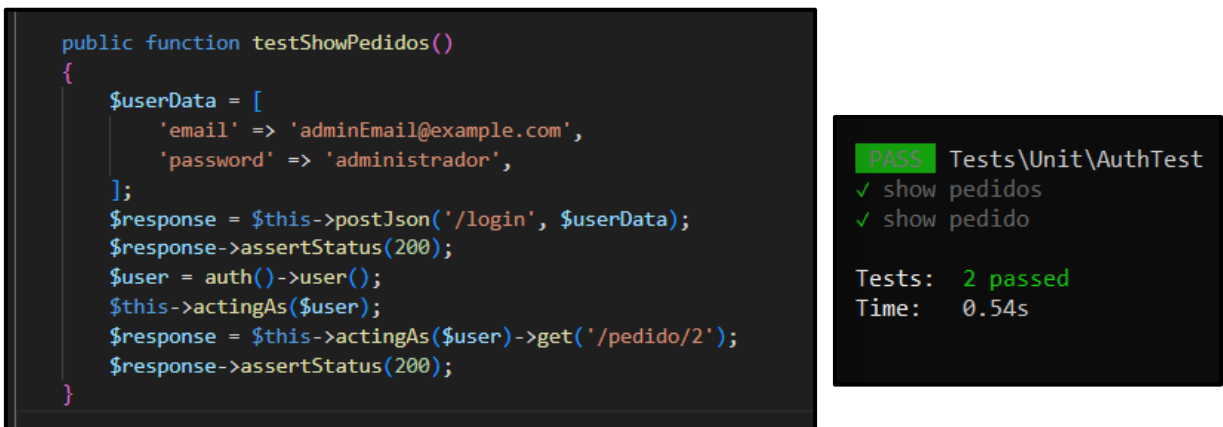 public function testShowPedidos()
{
$userData = [
'email' => 'adminEmail@example.com',
'password' => 'administrador',
];
$response = $this->postJson('/login', $userData);
$response->assertStatus(200);
$user = auth()->user();
$this->actingAs($user);
$response = $this->actingAs($user)->get('/pedido/2');
$response->assertStatus(200);
}
PASS Tests\Unit\AuthTest
✓ show pedidos
✓ show pedido
Tests: 2 passed
Time: 0.54s